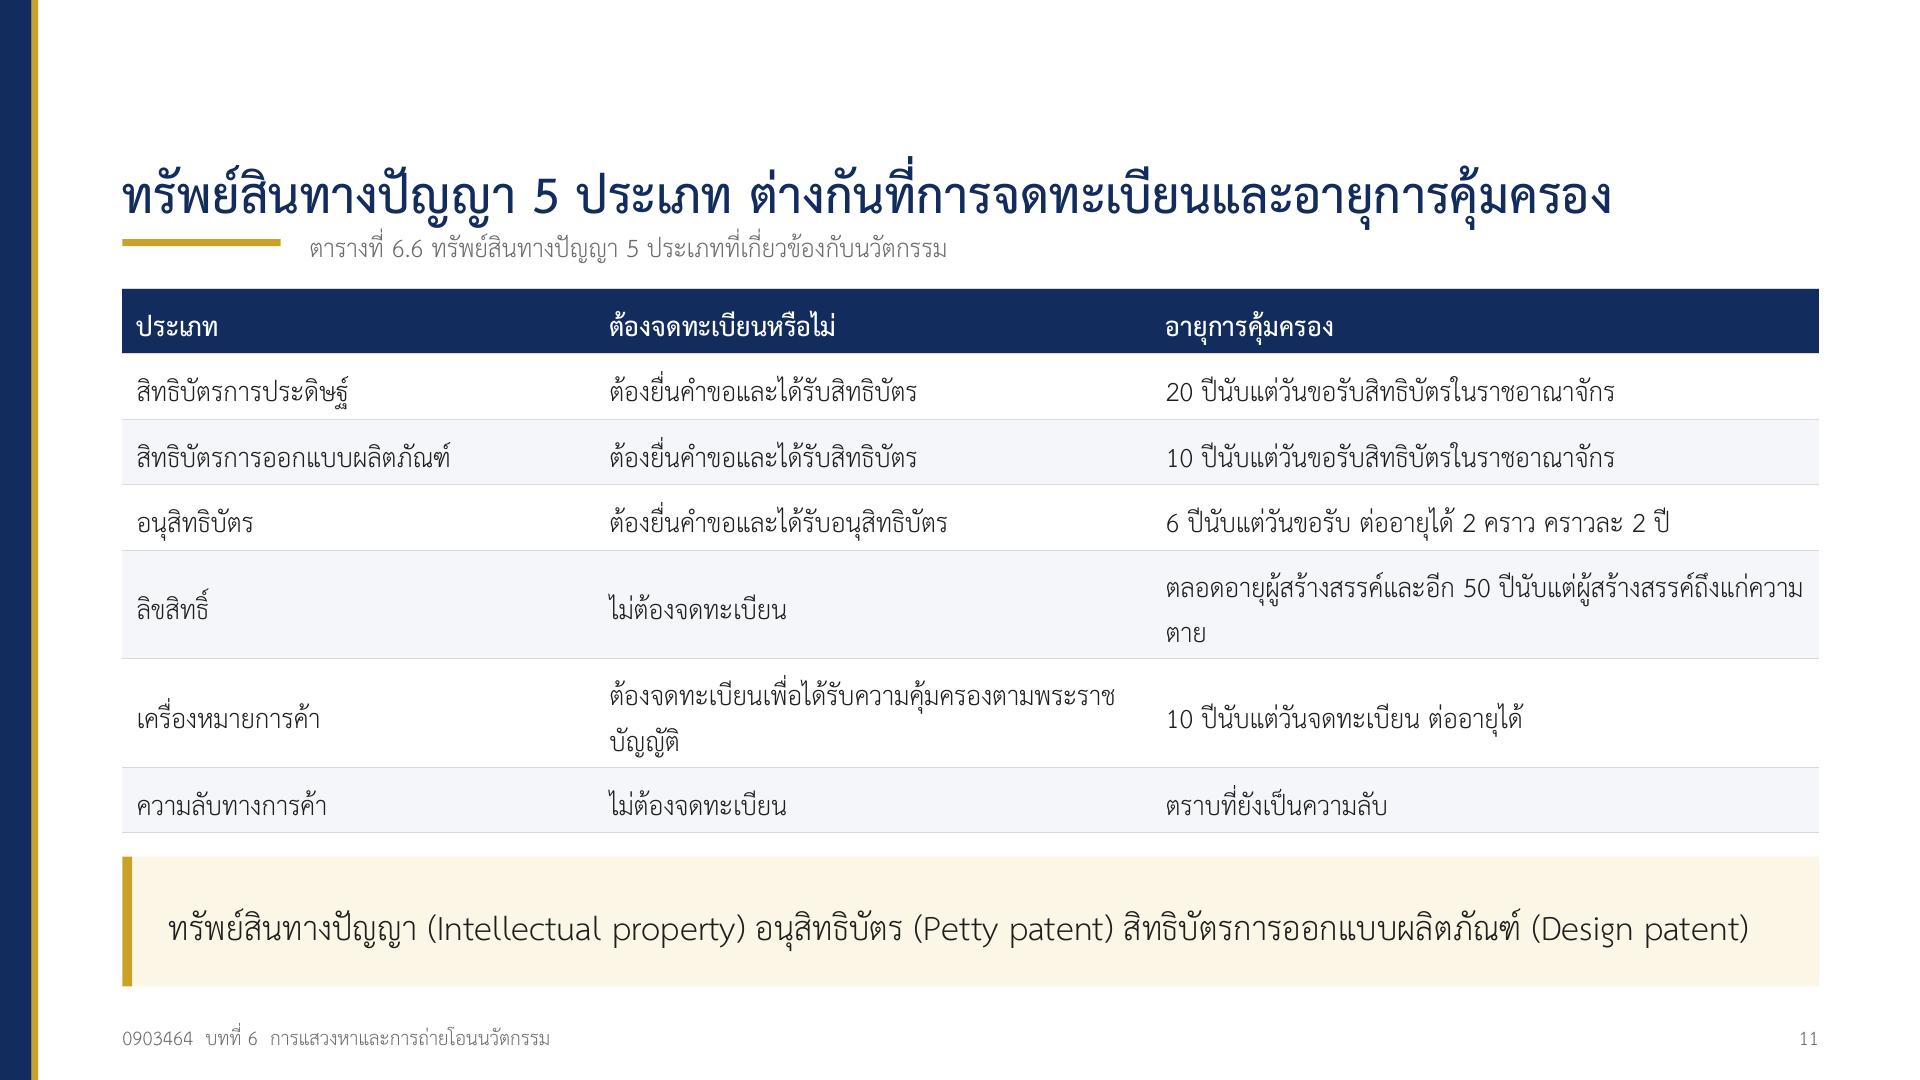 ทรัพย์สินทางปัญญา 5 ประเภท ต่างกันที่การจดทะเบียนและอายุการคุ้มครอง
ตารางที่ 6.6 ทรัพย์สินทางปัญญา 5 ประเภทที่เกี่ยวข้องกับนวัตกรรม
ประเภท ต้องจดทะเบียนหรือไม่ อายุการคุ้มครอง
สิทธิบัตรการประดิษฐ์ ต้องยื่นคำขอและได้รับสิทธิบัตร 20 ปีนับแต่วันขอรับสิทธิบัตรในราชอาณาจักร
สิทธิบัตรการออกแบบผลิตภัณฑ์ ต้องยื่นคำขอและได้รับสิทธิบัตร 10 ปีนับแต่วันขอรับสิทธิบัตรในราชอาณาจักร
อนุสิทธิบัตร ต้องยื่นคำขอและได้รับอนุสิทธิบัตร 6 ปีนับแต่วันขอรับ ต่ออายุได้ 2 คราว คราวละ 2 ปี
ลิขสิทธิ์ ไม่ต้องจดทะเบียน ตลอดอายุผู้สร้างสรรค์และอีก 50 ปีนับแต่ผู้สร้างสรรค์ถึงแก่ความ
ตาย
เครื่องหมายการค้า ต้องจดทะเบียนเพื่อได้รับความคุ้มครองตามพระราช
บัญญัติ 10 ปีนับแต่วันจดทะเบียน ต่ออายุได้
ความลับทางการค้า ไม่ต้องจดทะเบียน ตราบที่ยังเป็นความลับ
ทรัพย์สินทางปัญญา (Intellectual property) อนุสิทธิบัตร (Petty patent) สิทธิบัตรการออกแบบผลิตภัณฑ์ (Design patent)
0903464 บทที่ 6 การแสวงหาและการถ่ายโอนนวัตกรรม 11